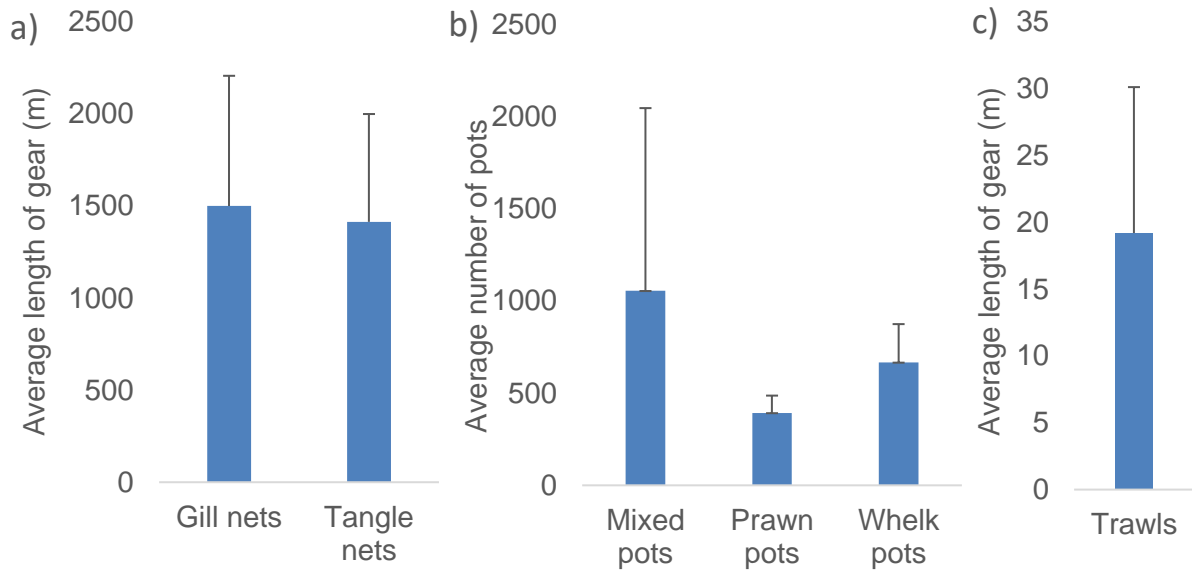 a)
Average length of gear (m)
2500
2000
1500
1000
500
0
Gill nets
Tangle
nets
b)
Average number of pots
2500
2000
1500
1000
500
0
Mixed
pots
Prawn
pots
Whelk
pots
c)
Average length of gear (m)
35
30
25
20
15
10
5
0
Trawls